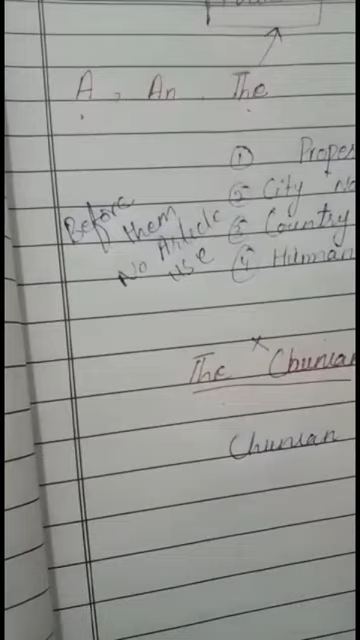 A, An, The
① Proper
② City
③ Country
④ Human
Before them
No Article
use
The × Chunian
Chunian